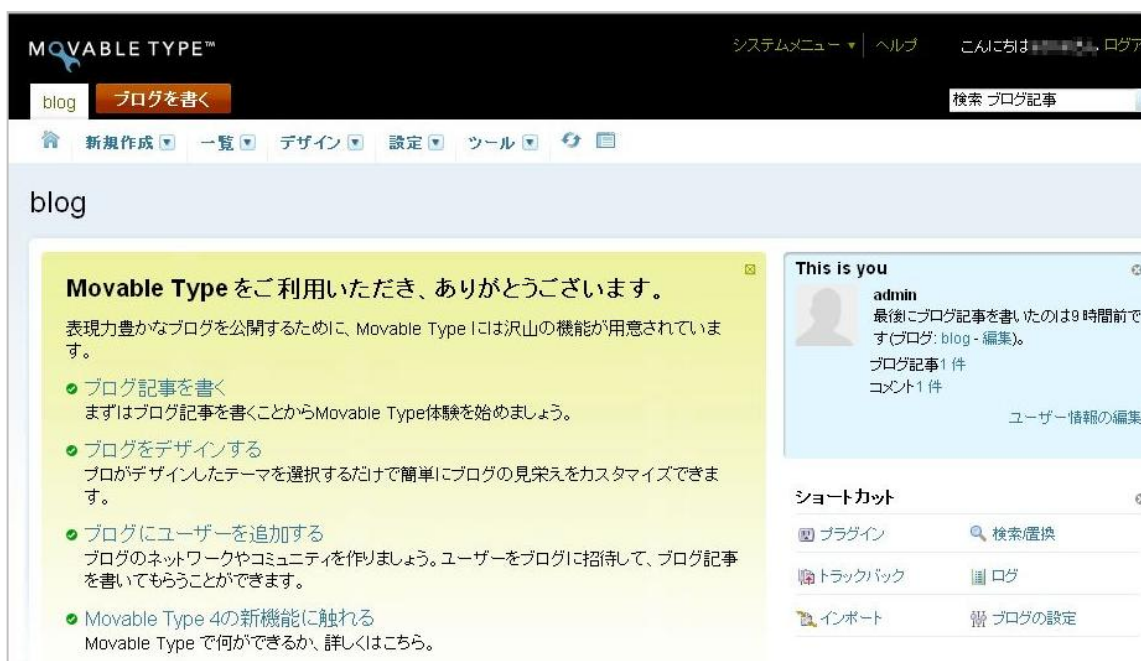 MOVABLE TYPE™
システムメニュー ヘルプ こんにちは ログア
blog ブログを書く
検索 ブログ記事
新規作成 一覧 デザイン 設定 ツール
blog
Movable Type をご利用いただき、ありがとうございます。
表現力豊かなブログを公開するために、Movable Type には沢山の機能が用意されていま
す。
ブログ記事を書く
まずはブログ記事を書くことからMovable Type体験を始めましょう。
ブログをデザインする
プロがデザインしたテーマを選択するだけで簡単にブログの見栄えをカスタマイズできま
す。
ブログにユーザーを追加する
ブログのネットワークやコミュニティを作りましょう。ユーザーをブログに招待して、ブログ記事
を書いてもらうことができます。
Movable Type 4の新機能に触れる
Movable Type で何ができるか、詳しくはこちら。
This is you
admin
最後にブログ記事を書いたのは9 時間前で
す(ブログ: blog - 編集)。
ブログ記事1 件
コメント1 件
ユーザー情報の編集
ショートカット
プラグイン 検索/置換
トラックバック ログ
インポート ブログの設定